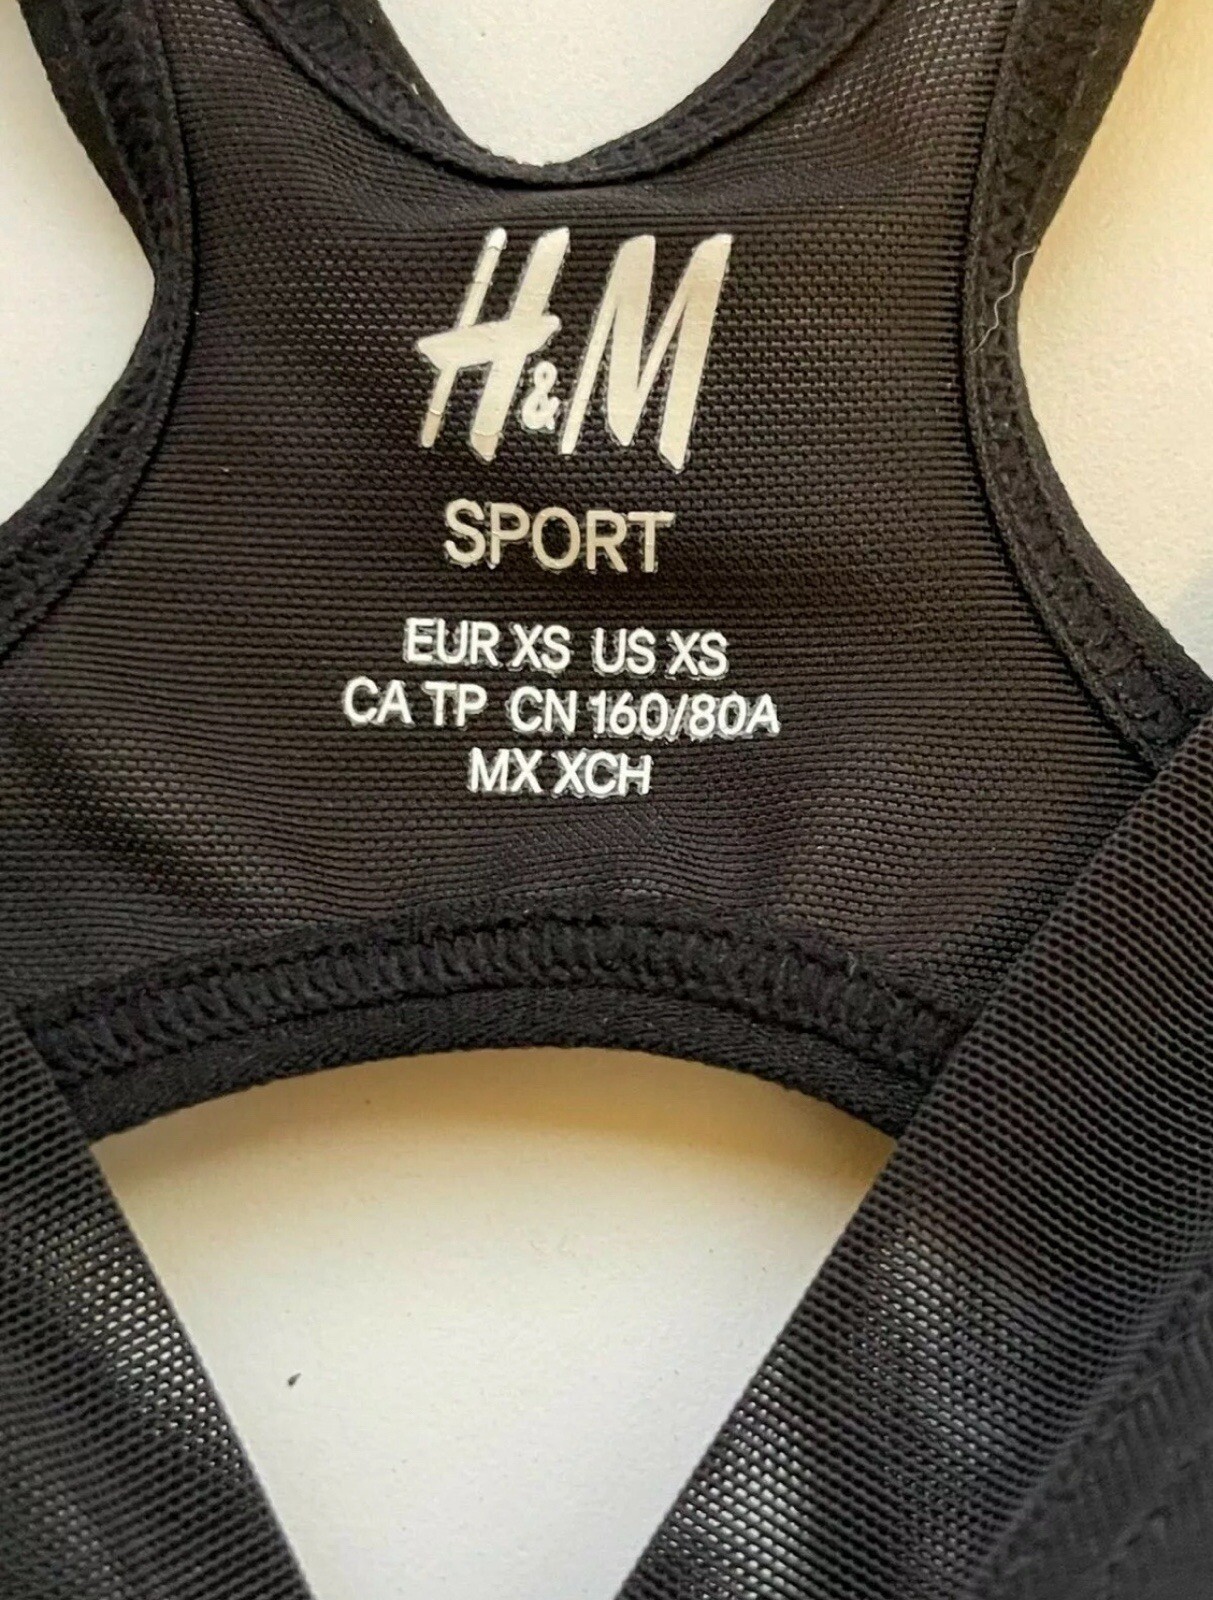 H&M
SPORT
EUR XS US XS
CA TP CN 160/80A
MX XCH